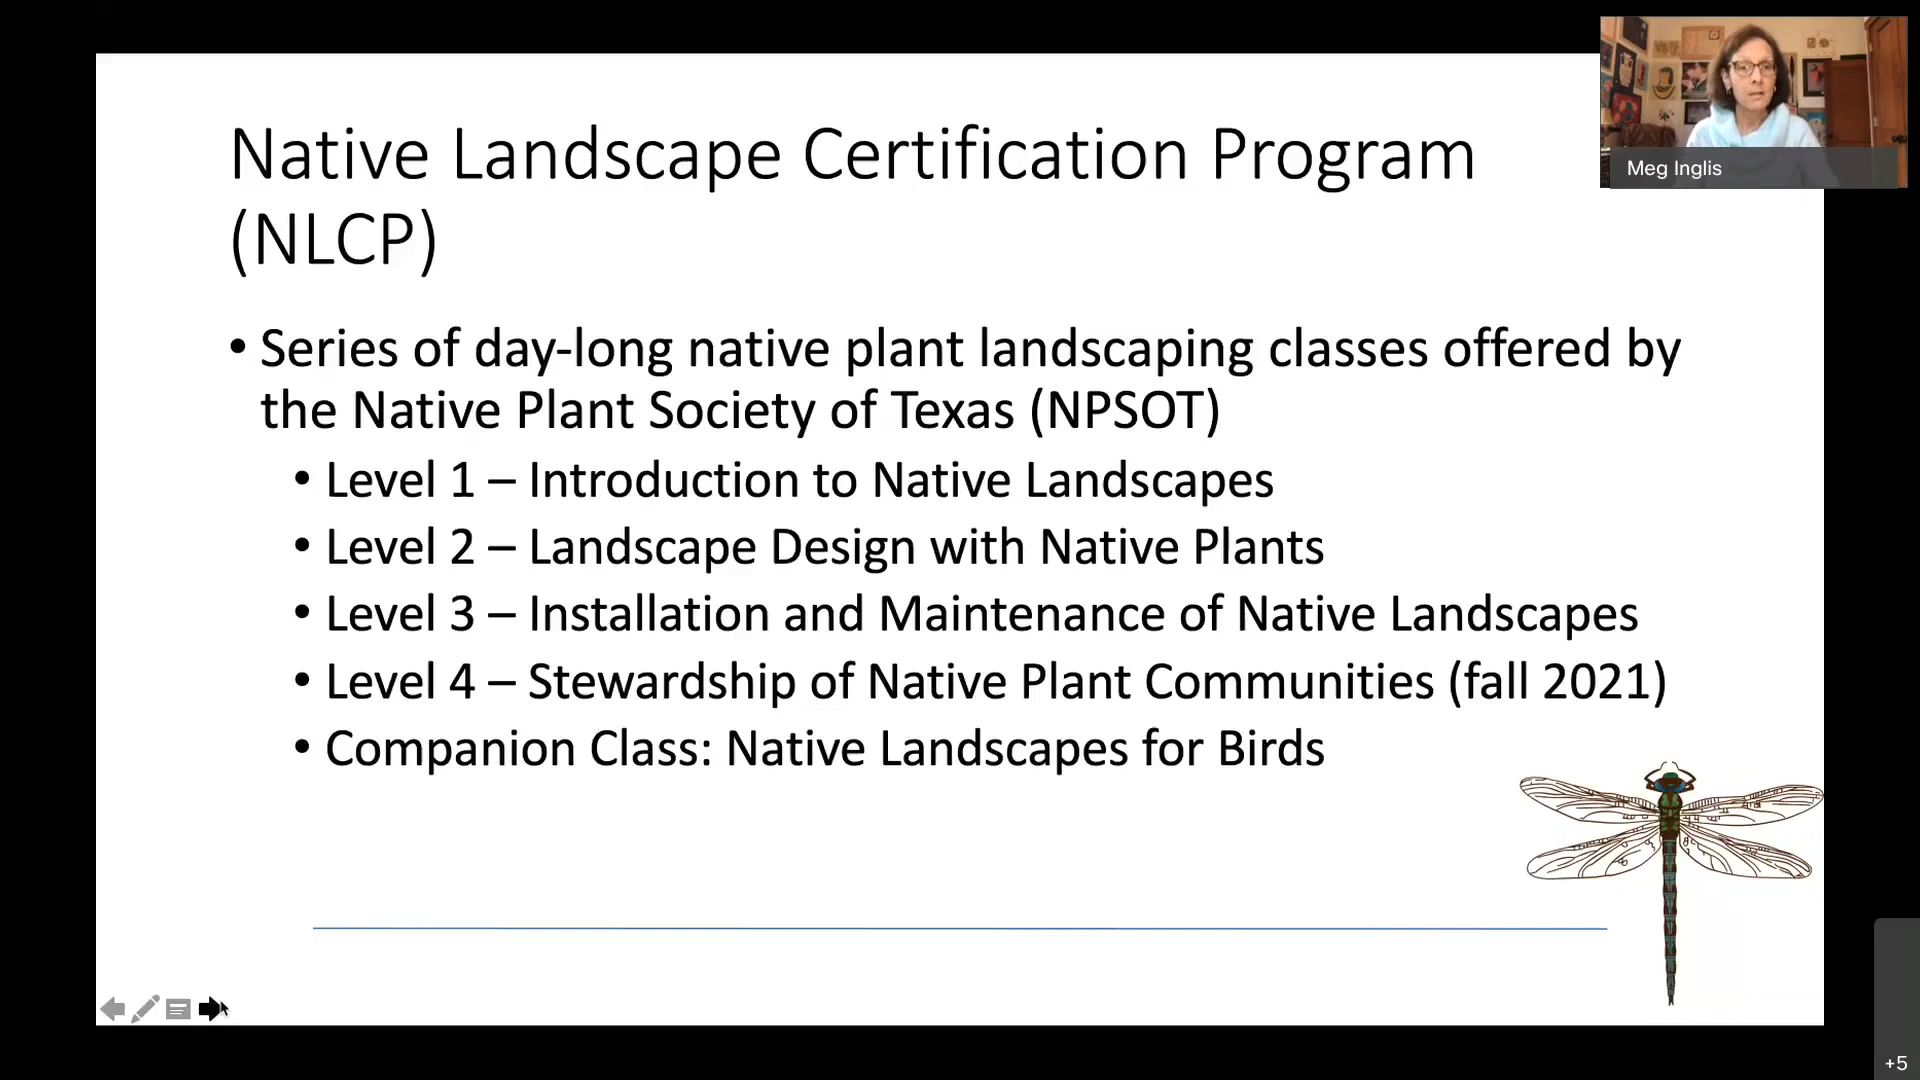 Native Landscape Certification Program
(NLCP)
• Series of day-long native plant landscaping classes offered by
the Native Plant Society of Texas (NPSOT)
• Level 1 – Introduction to Native Landscapes
• Level 2 – Landscape Design with Native Plants
• Level 3 – Installation and Maintenance of Native Landscapes
• Level 4 – Stewardship of Native Plant Communities (fall 2021)
• Companion Class: Native Landscapes for Birds
Meg Inglis
+5